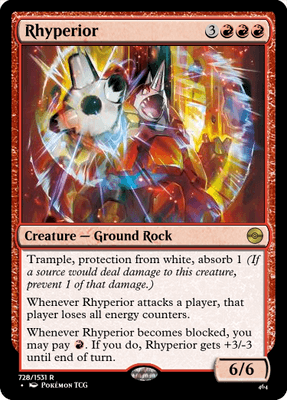 Rhyperior 3
Creature — Ground Rock
Trample, protection from white, absorb 1 (If
a source would deal damage to this creature,
prevent 1 of that damage.)
Whenever Rhyperior attacks a player, that
player loses all energy counters.
Whenever Rhyperior becomes blocked, you
may pay R. If you do, Rhyperior gets +3/-3
until end of turn.
6/6
728/1531 R
• Pokémon TCG 464